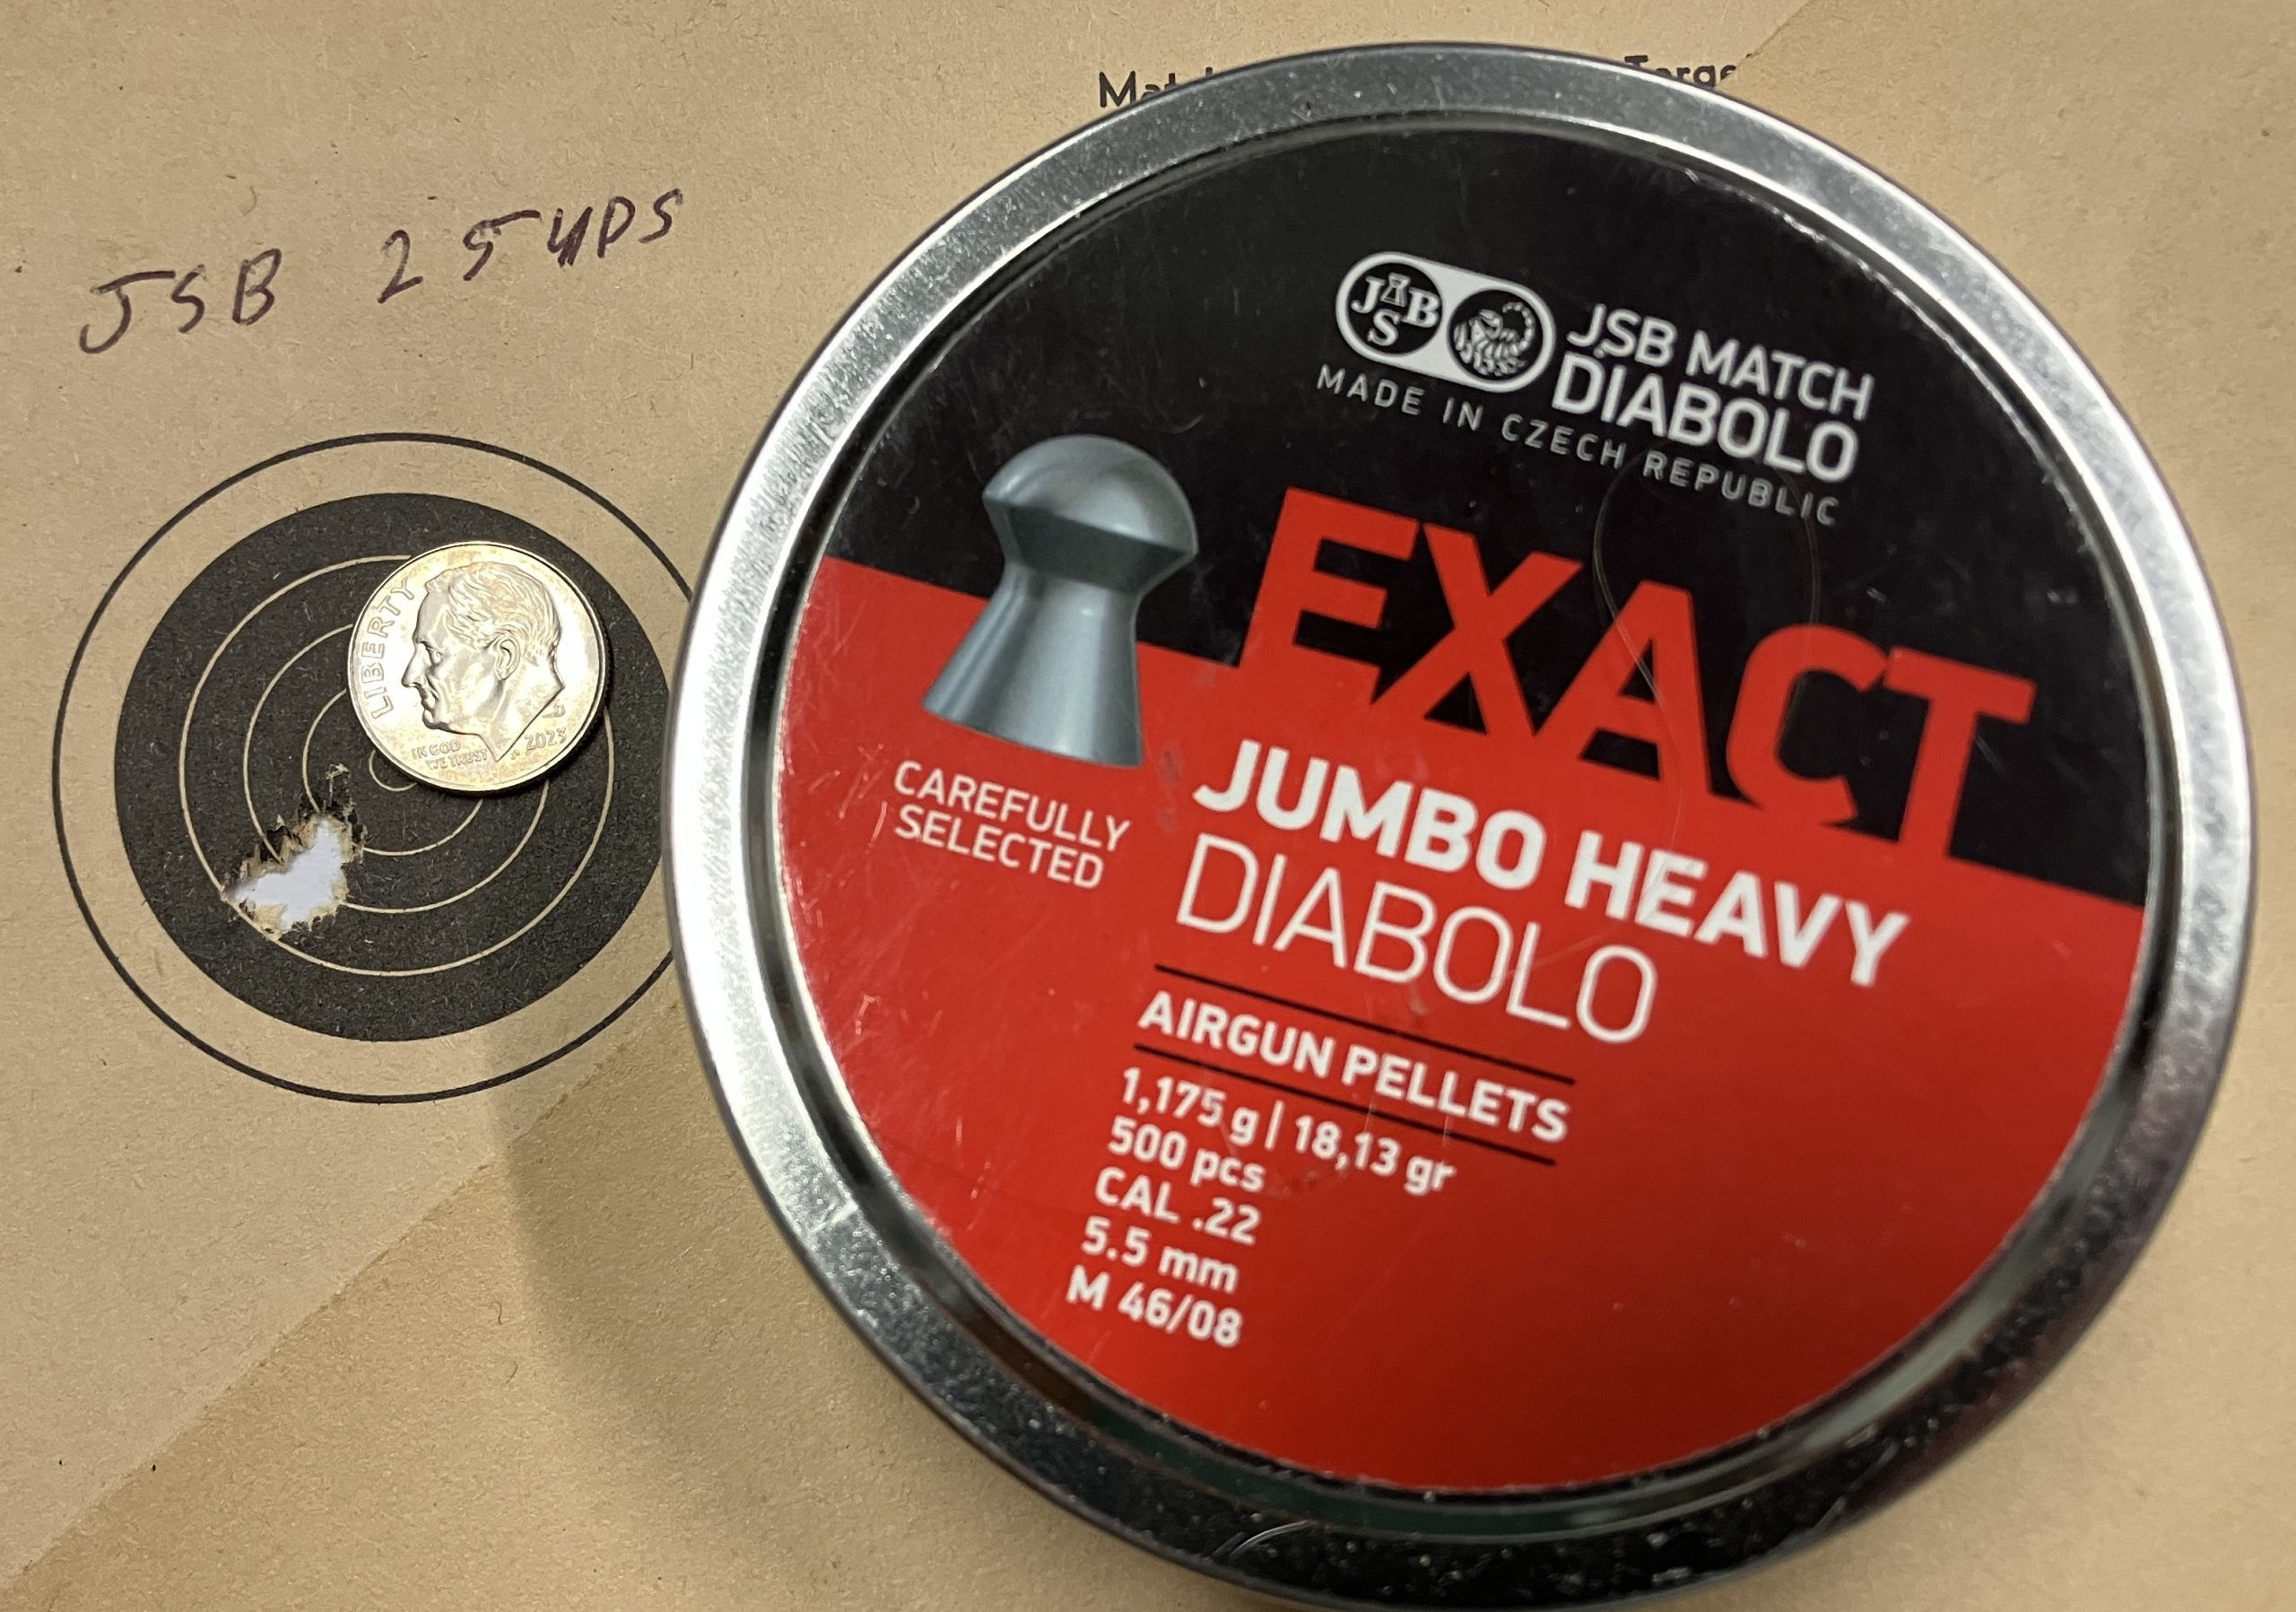 JSB 25 YDS
LIBERTY
IN GOD
WE TRUST
2023
JSB
JSB MATCH
DIABOLO
MADE IN CZECH REPUBLIC
EXACT
JUMBO HEAVY
DIABOLO
CAREFULLY
SELECTED
AIRGUN PELLETS
1,175 g | 18,13 gr
500 pcs
CAL .22
5.5 mm
M 46/08